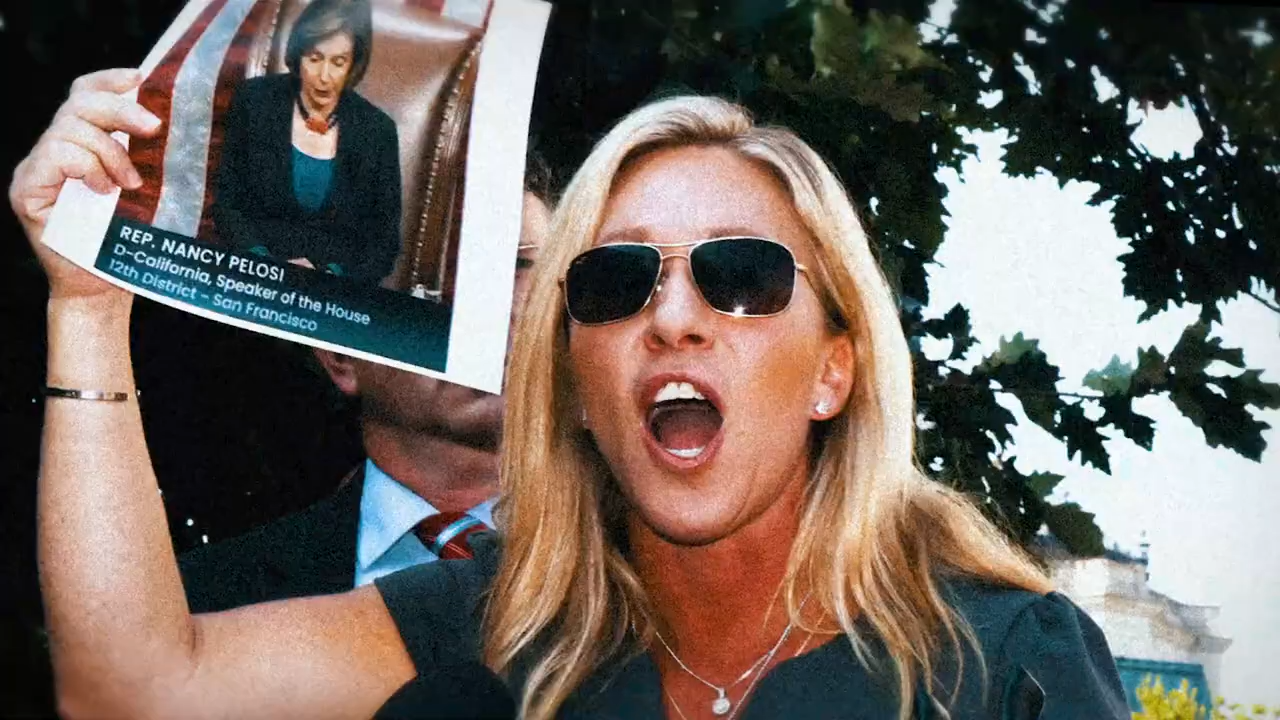 REP. NANCY PELOSI
D-California, Speaker of the House
12th District - San Francisco